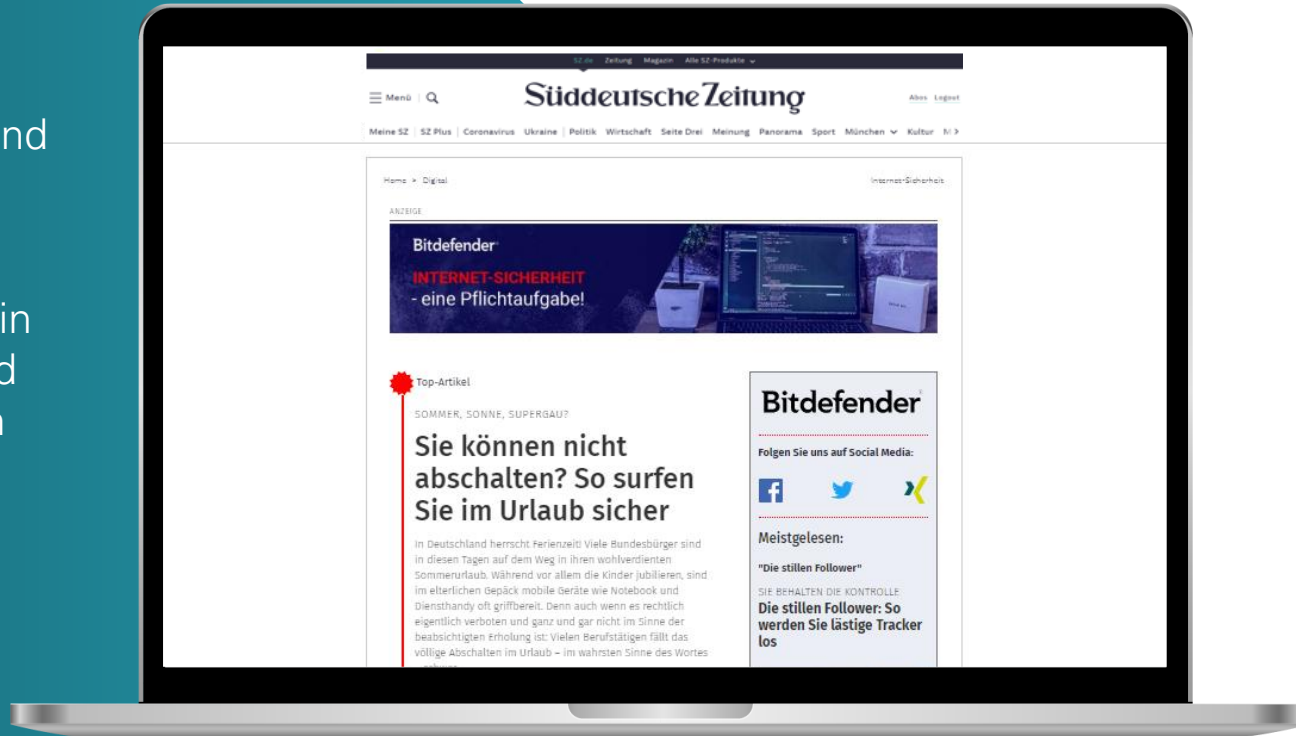 nd
in
d
SZ.de Zeitung Magazin Alle SZ-Produkte
Menü
Süddeutsche Zeitung
Abos Logout
Meine SZ SZ Plus Coronavirus Ukraine Politik Wirtschaft Seite Drei Meinung Panorama Sport München Kultur M
Home > Digital
Internet-Sicherheit
ANZEIGE
Bitdefender
INTERNET-SICHERHEIT
- eine Pflichtaufgabe!
Top-Artikel
SOMMER, SONNE, SUPERGAU?
Sie können nicht
abschalten? So surfen
Sie im Urlaub sicher
In Deutschland herrscht Ferienzeit! Viele Bundesbürger sind
in diesen Tagen auf dem Weg in ihren wohlverdienten
Sommerurlaub. Während vor allem die Kinder jubilieren, sind
im elterlichen Gepäck mobile Geräte wie Notebook und
Diensthandy oft griffbereit. Denn auch wenn es rechtlich
eigentlich verboten und ganz und gar nicht im Sinne der
beabsichtigten Erholung ist: Vielen Berufstätigen fällt das
völlige Abschalten im Urlaub – im wahrsten Sinne des Wortes
Bitdefender
Folgen Sie uns auf Social Media:
Meistgelesen:
"Die stillen Follower"
SIE BEHALTEN DIE KONTROLLE
Die stillen Follower: So
werden Sie lästige Tracker
los